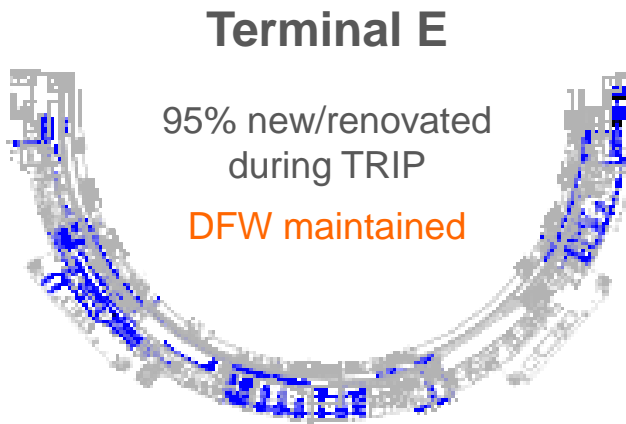 Terminal E
95% new/renovated
during TRIP
DFW maintained